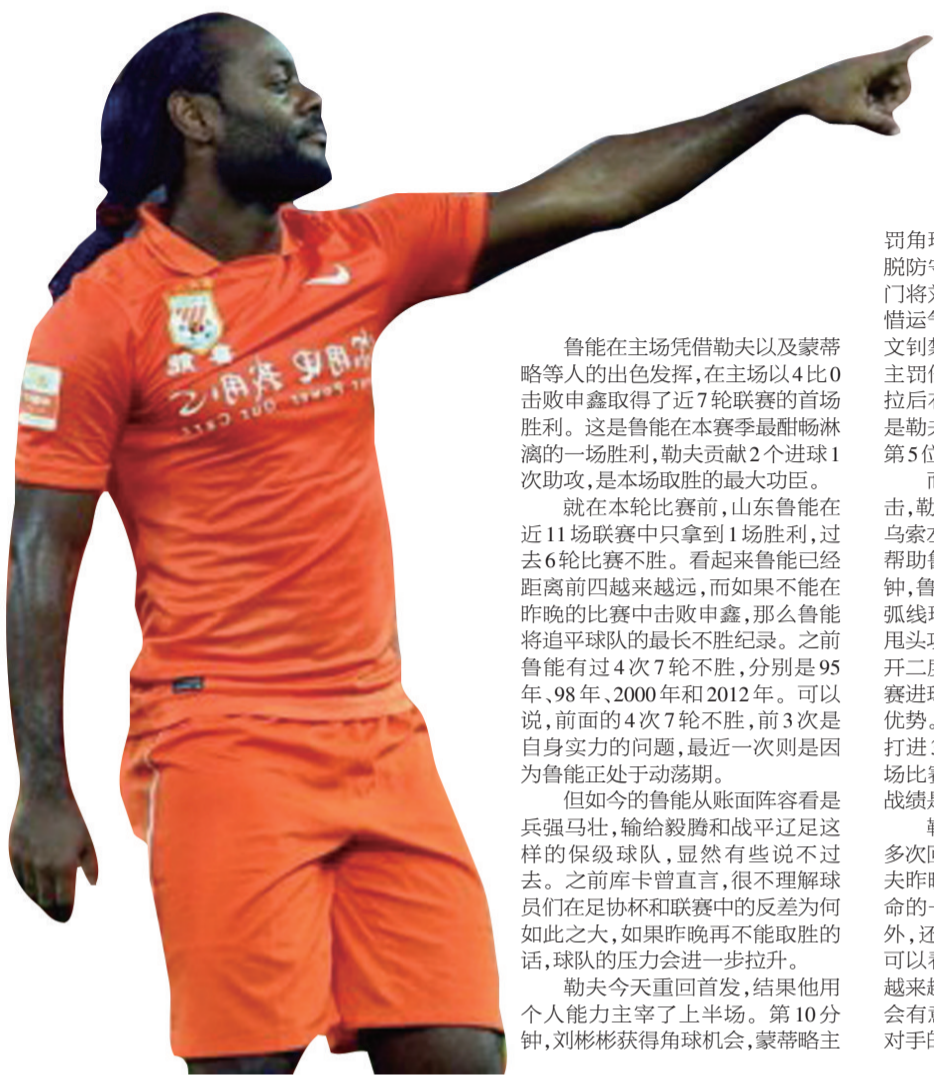 鲁能在主场凭借勒夫以及蒙蒂
略等人的出色发挥,在主场以4比0
击败申鑫取得了近7轮联赛的首场
胜利。这是鲁能在本赛季最酣畅淋
漓的一场胜利,勒夫贡献2个进球1
次助攻,是本场取胜的最大功臣。
就在本轮比赛前,山东鲁能在
近11场联赛中只拿到1场胜利,过
去6轮比赛不胜。看起来鲁能已经
距离前四越来越远,而如果不能在
昨晚的比赛中击败申鑫,那么鲁能
将追平球队的最长不胜纪录。之前
鲁能有过4次7轮不胜,分别是95
年、98年、2000年和2012年。可以
说,前面的4次7轮不胜,前3次是
自身实力的问题,最近一次则是因
为鲁能正处于动荡期。
但如今的鲁能从账面阵容看是
兵强马壮,输给毅腾和战平辽足这
样的保级球队,显然有些说不过
去。之前库卡曾直言,很不理解球
员们在足协杯和联赛中的反差为何
如此之大,如果昨晚再不能取胜的
话,球队的压力会进一步拉升。
勒夫今天重回首发,结果他用
个人能力主宰了上半场。第10分
钟,刘彬彬获得角球机会,蒙蒂略主
罚角
脱防
门将
惜运
文钊
主罚
拉后
是勒
第5
击,勒
乌索
帮助
钟,鲁
弧线
甩头
开二
赛进
优势。
打进
场比
战绩
多次
夫昨
命的
外,还
可以
越来
会有
对手